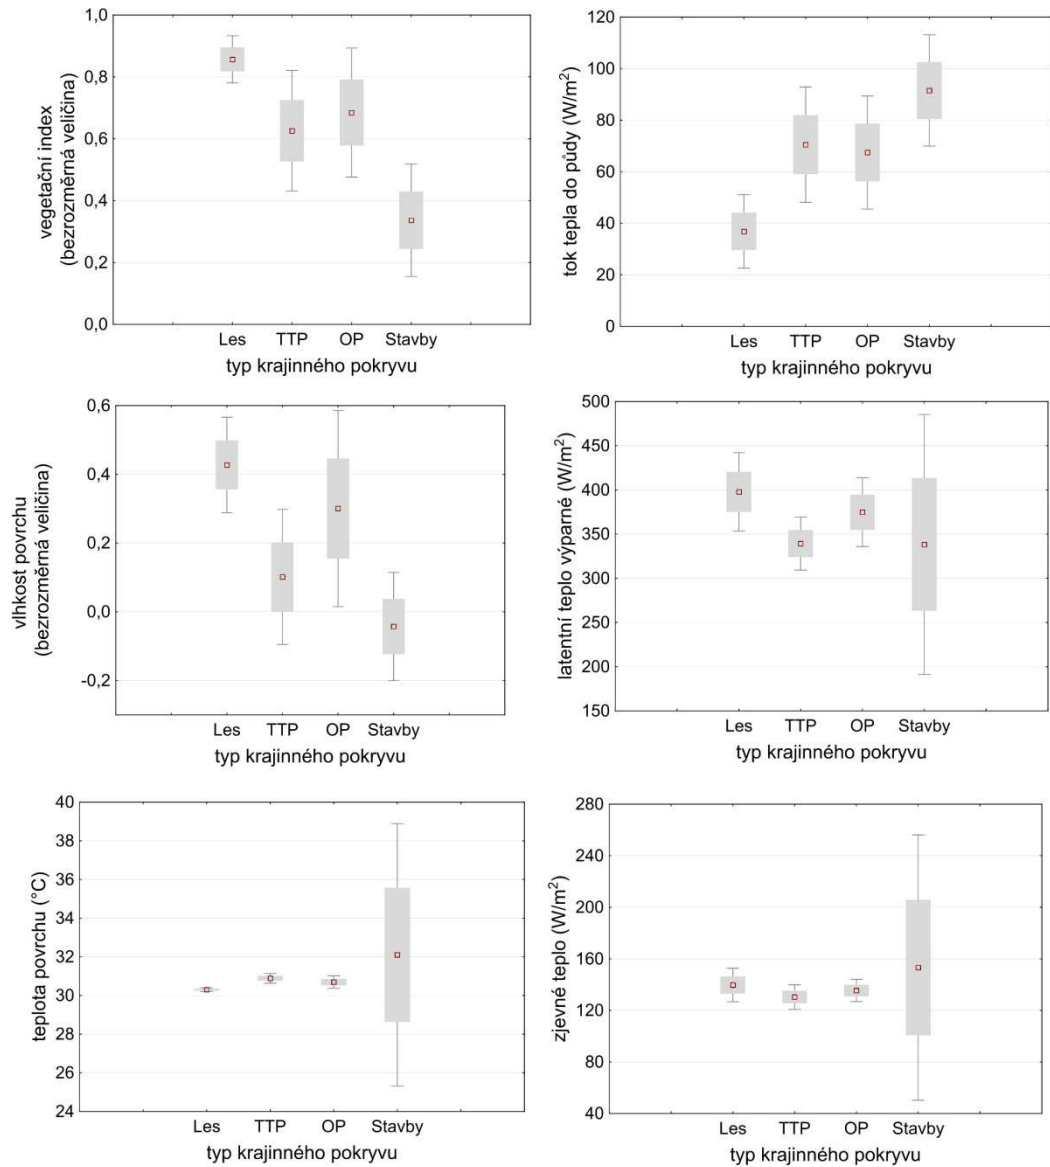 vegetační index
(bezrozměrná veličina)
1,0
0,8
0,6
0,4
0,2
0,0
Les TTP OP Stavby
typ krajinného pokryvu
tok tepla do půdy (W/m²)
120
100
80
60
40
20
0
Les TTP OP Stavby
typ krajinného pokryvu
vlhkost povrchu
(bezrozměrná veličina)
0,6
0,4
0,2
0,0
-0,2
Les TTP OP Stavby
typ krajinného pokryvu
latentní teplo výparné (W/m²)
500
450
400
350
300
250
200
150
Les TTP OP Stavby
typ krajinného pokryvu
teplota povrchu (°C)
40
38
36
34
32
30
28
26
24
Les TTP OP Stavby
typ krajinného pokryvu
zjevné teplo (W/m²)
280
240
200
160
120
80
40
Les TTP OP Stavby
typ krajinného pokryvu